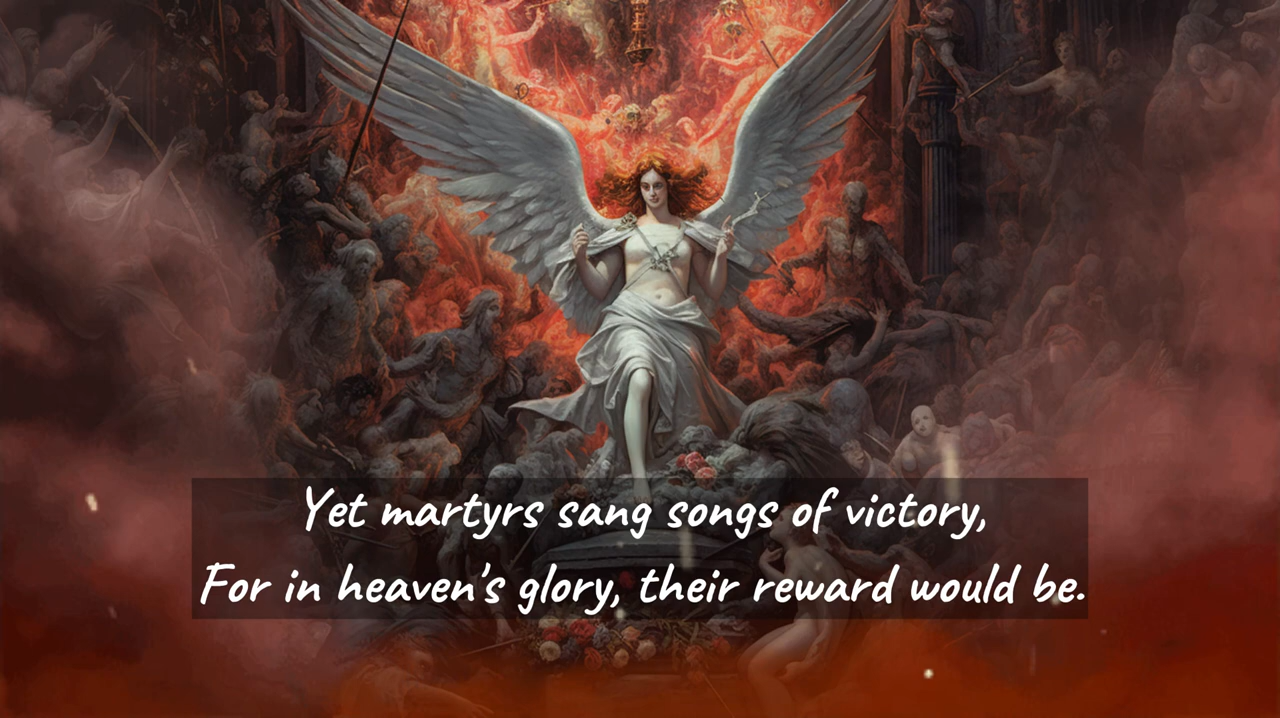 Yet martyrs sang songs of victory,
For in heaven's glory, their reward would be.